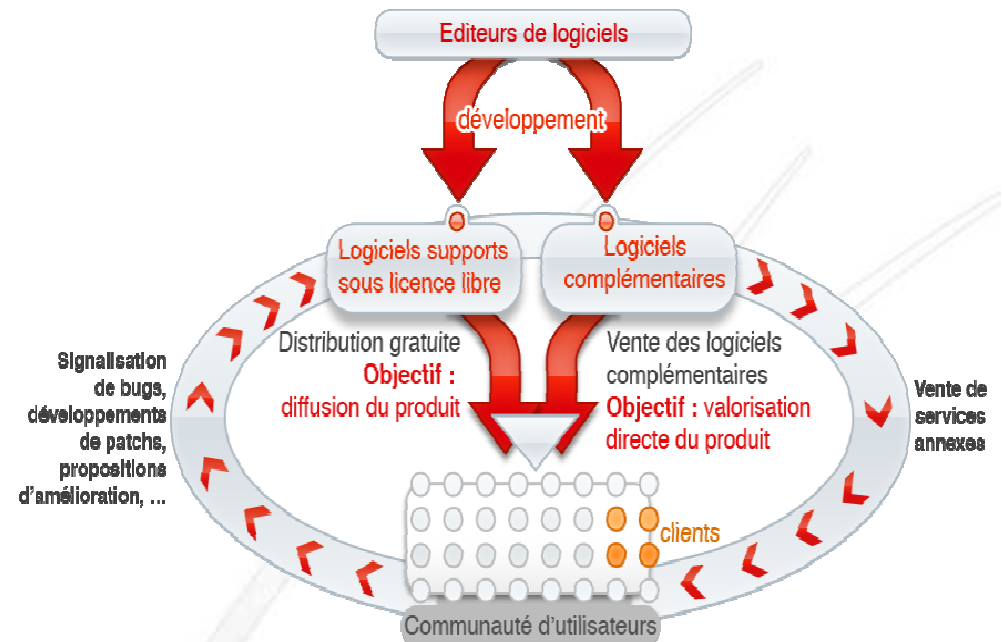 Editeurs de logiciels
développement
Logiciels supports
sous licence libre
Logiciels
complémentaires
Distribution gratuite
Objectif :
diffusion du produit
Vente des logiciels
complémentaires
Objectif : valorisation
directe du produit
Signalisation
de bugs,
développements
de patchs,
propositions
d'amélioration, ...
Vente de
services
annexes
clients
Communauté d'utilisateurs